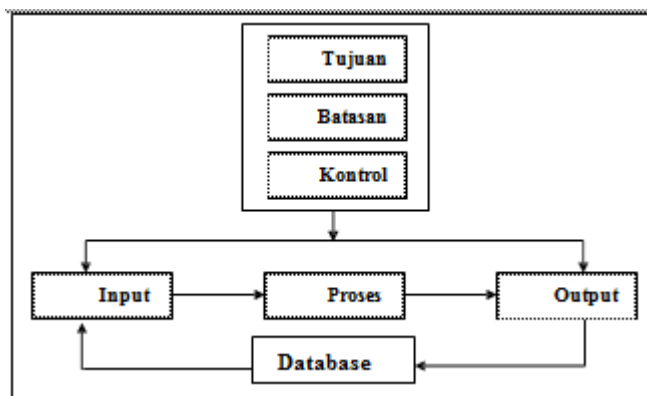 Tujuan
Batasan
Kontrol
Input
Proses
Output
Database